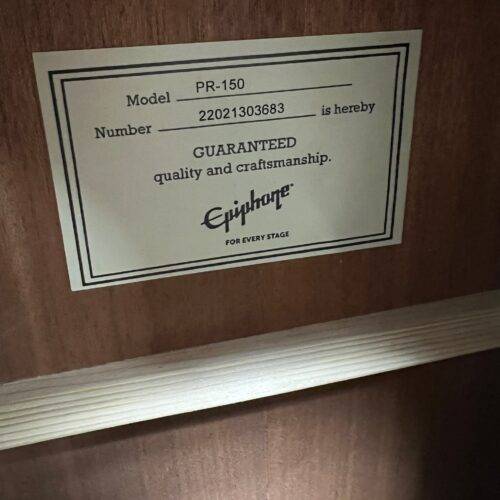 Model PR-150
Number 22021303683 is hereby
GUARANTEED
quality and craftsmanship.
Epiphone
FOR EVERY STAGE